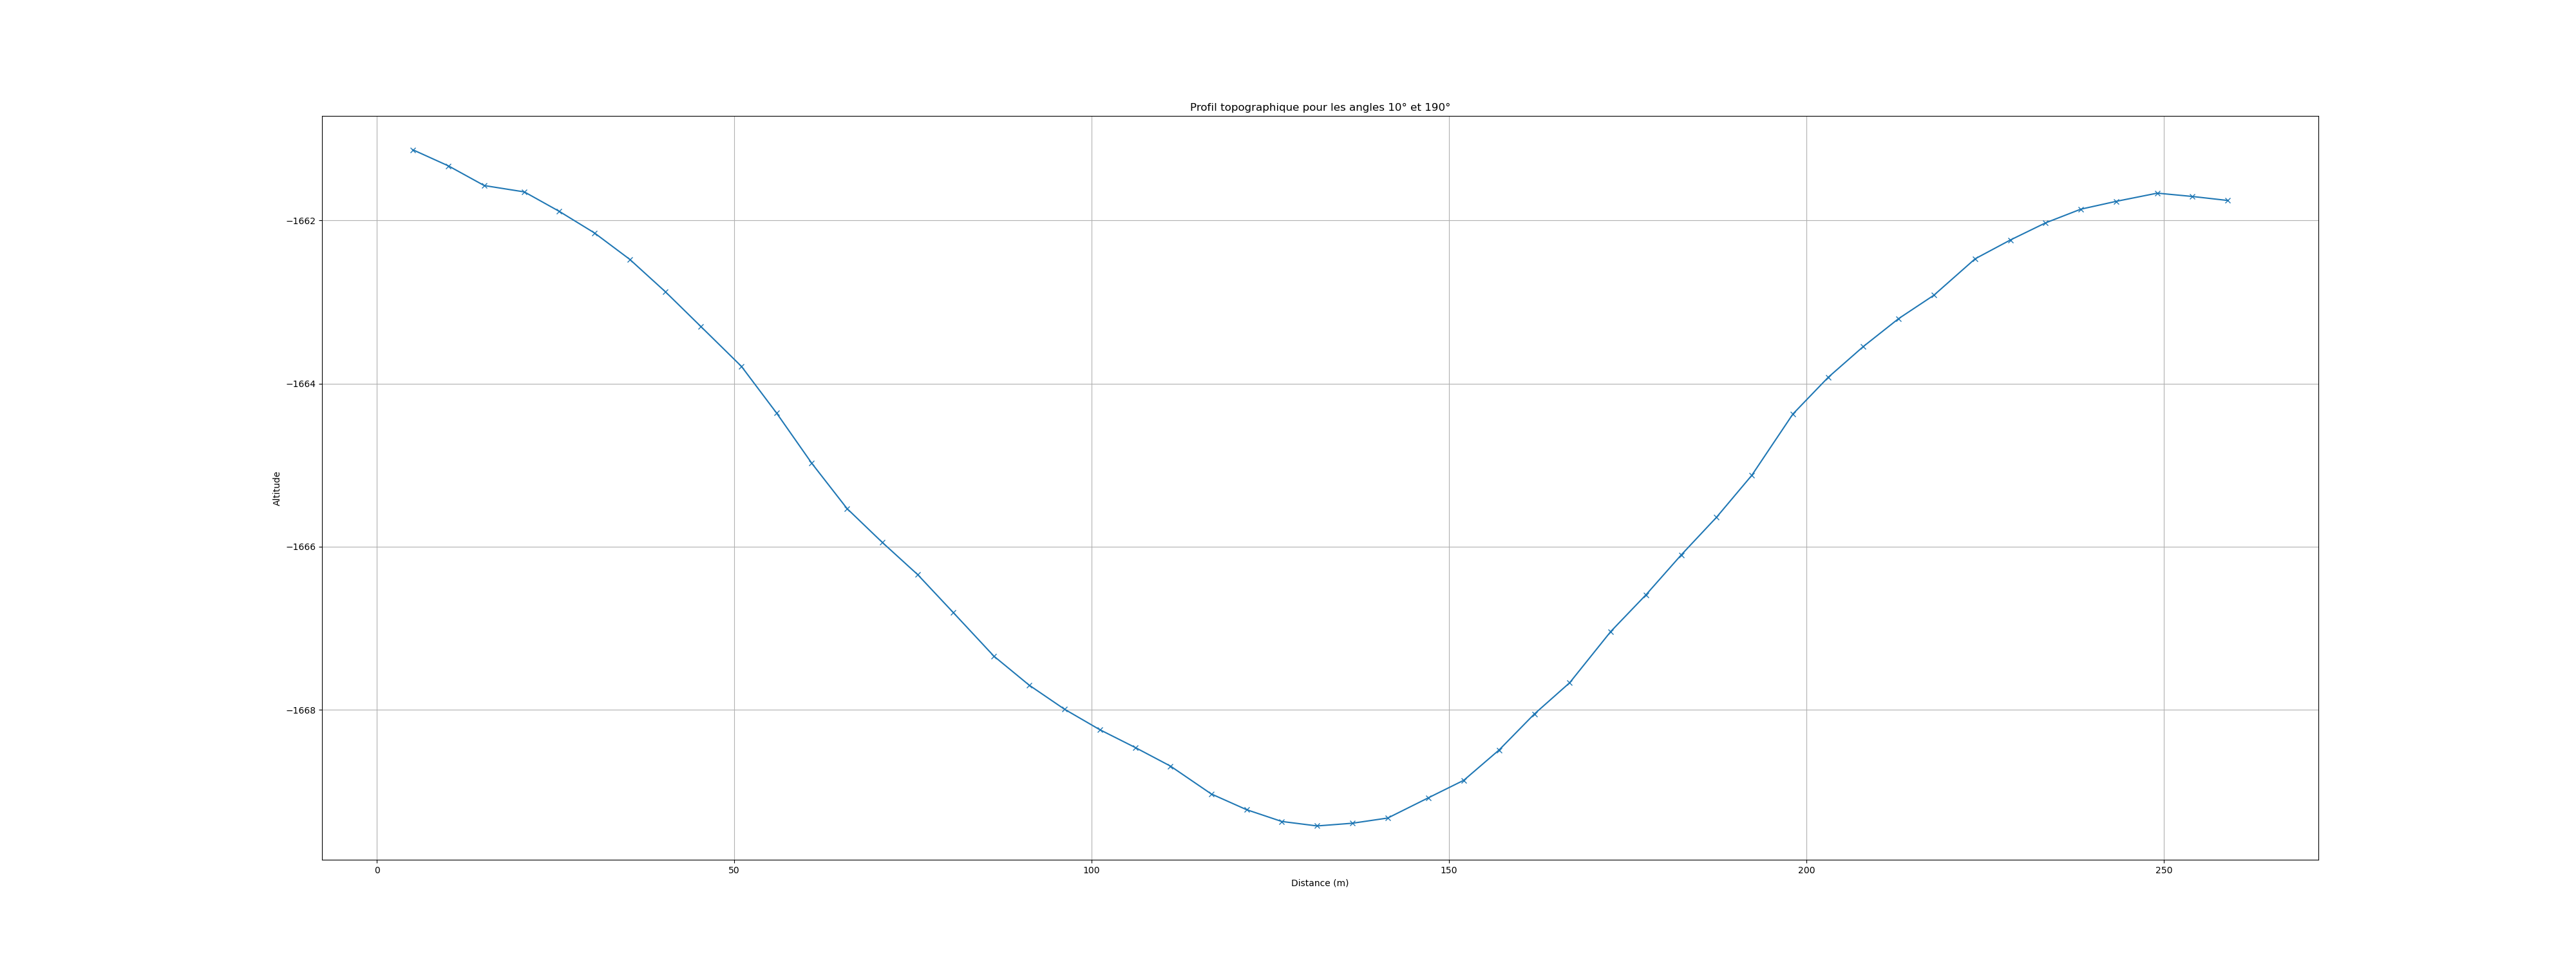 Profil topographique pour les angles 10° et 190°
Altitude
−1662
−1664
−1666
−1668
0 50 100 150 200 250
Distance (m)